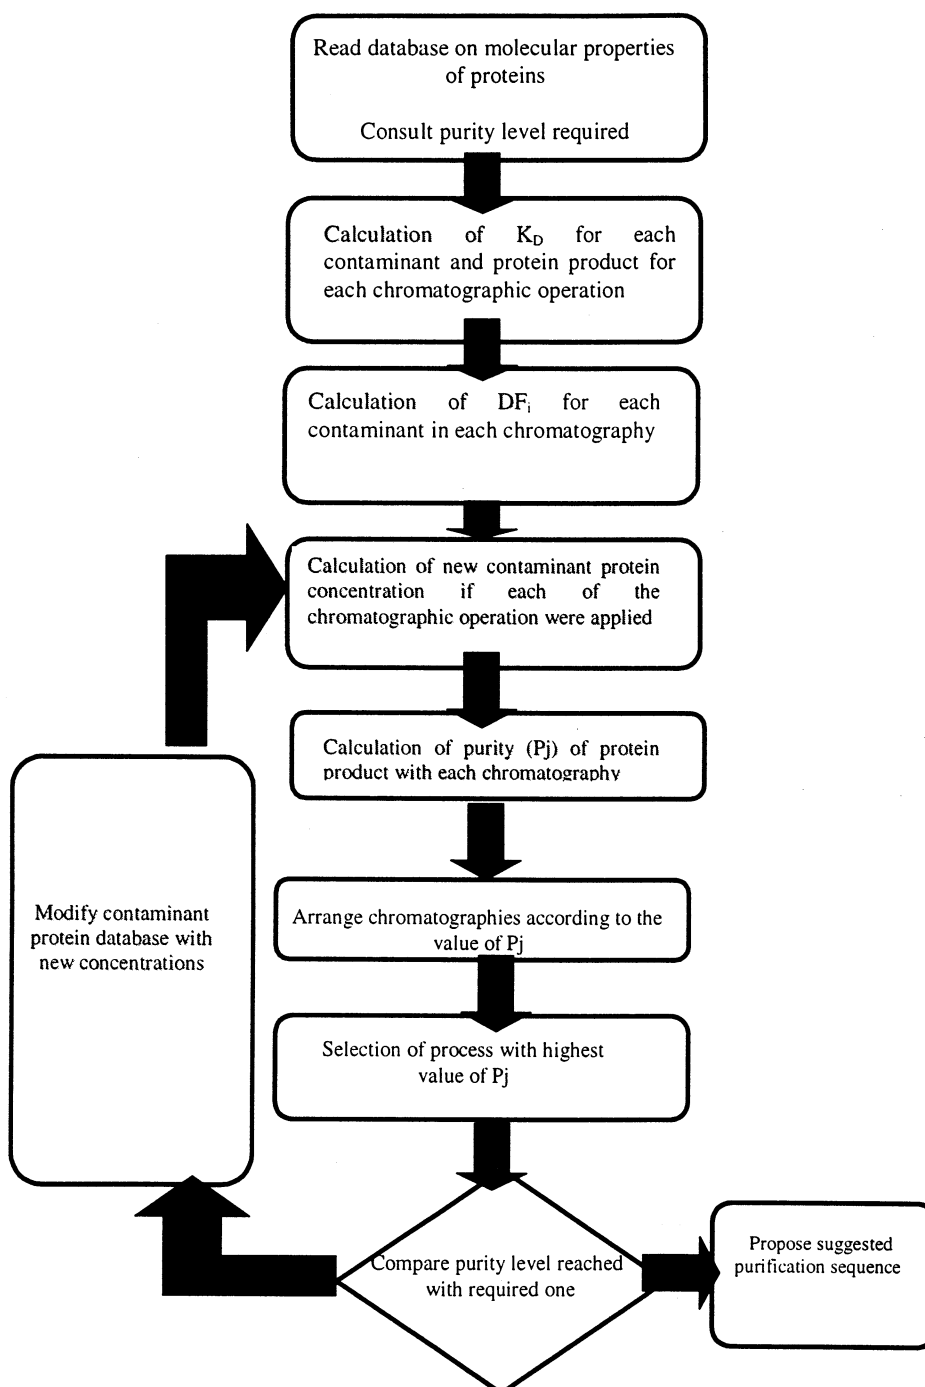 Read database on molecular properties
of proteins
Consult purity level required
Calculation of K_D for each
contaminant and protein product for
each chromatographic operation
Calculation of DF_i for each
contaminant in each chromatography
Calculation of new contaminant protein
concentration if each of the
chromatographic operation were applied
Calculation of purity (Pj) of protein
product with each chromatography
Arrange chromatographies according to the
value of Pj
Selection of process with highest
value of Pj
Modify contaminant
protein database with
new concentrations
Compare purity level reached
with required one
Propose suggested
purification sequence